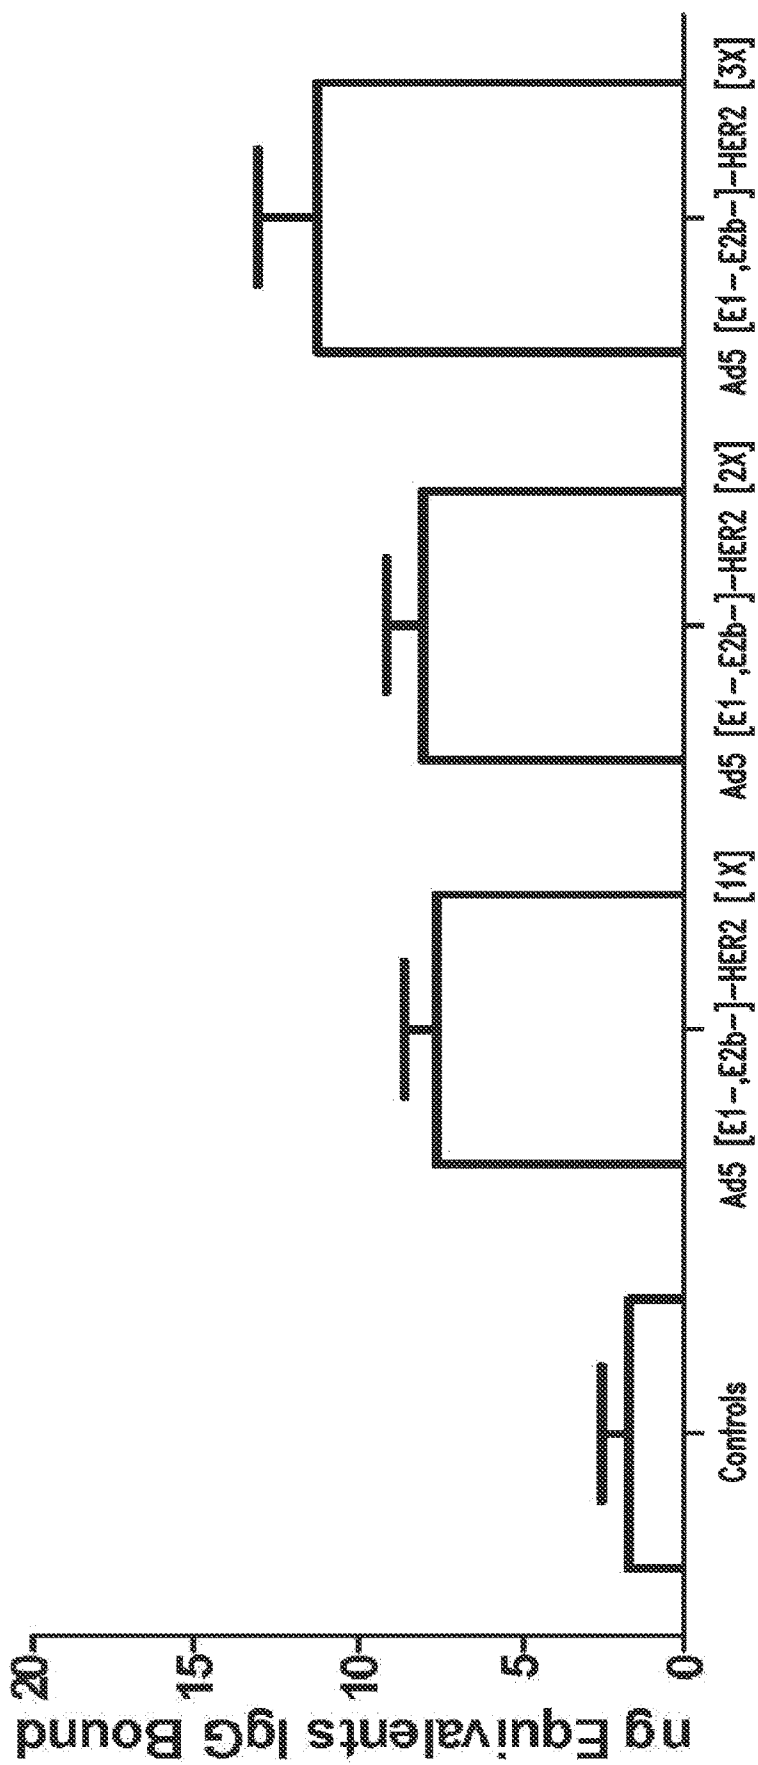 ng Equivalents IgG Bound
20
15
10
5
0
Controls
Ad5 [E1-,E2b-]-HER2 [1X]
Ad5 [E1-,E2b-]-HER2 [2X]
Ad5 [E1-,E2b-]-HER2 [3X]